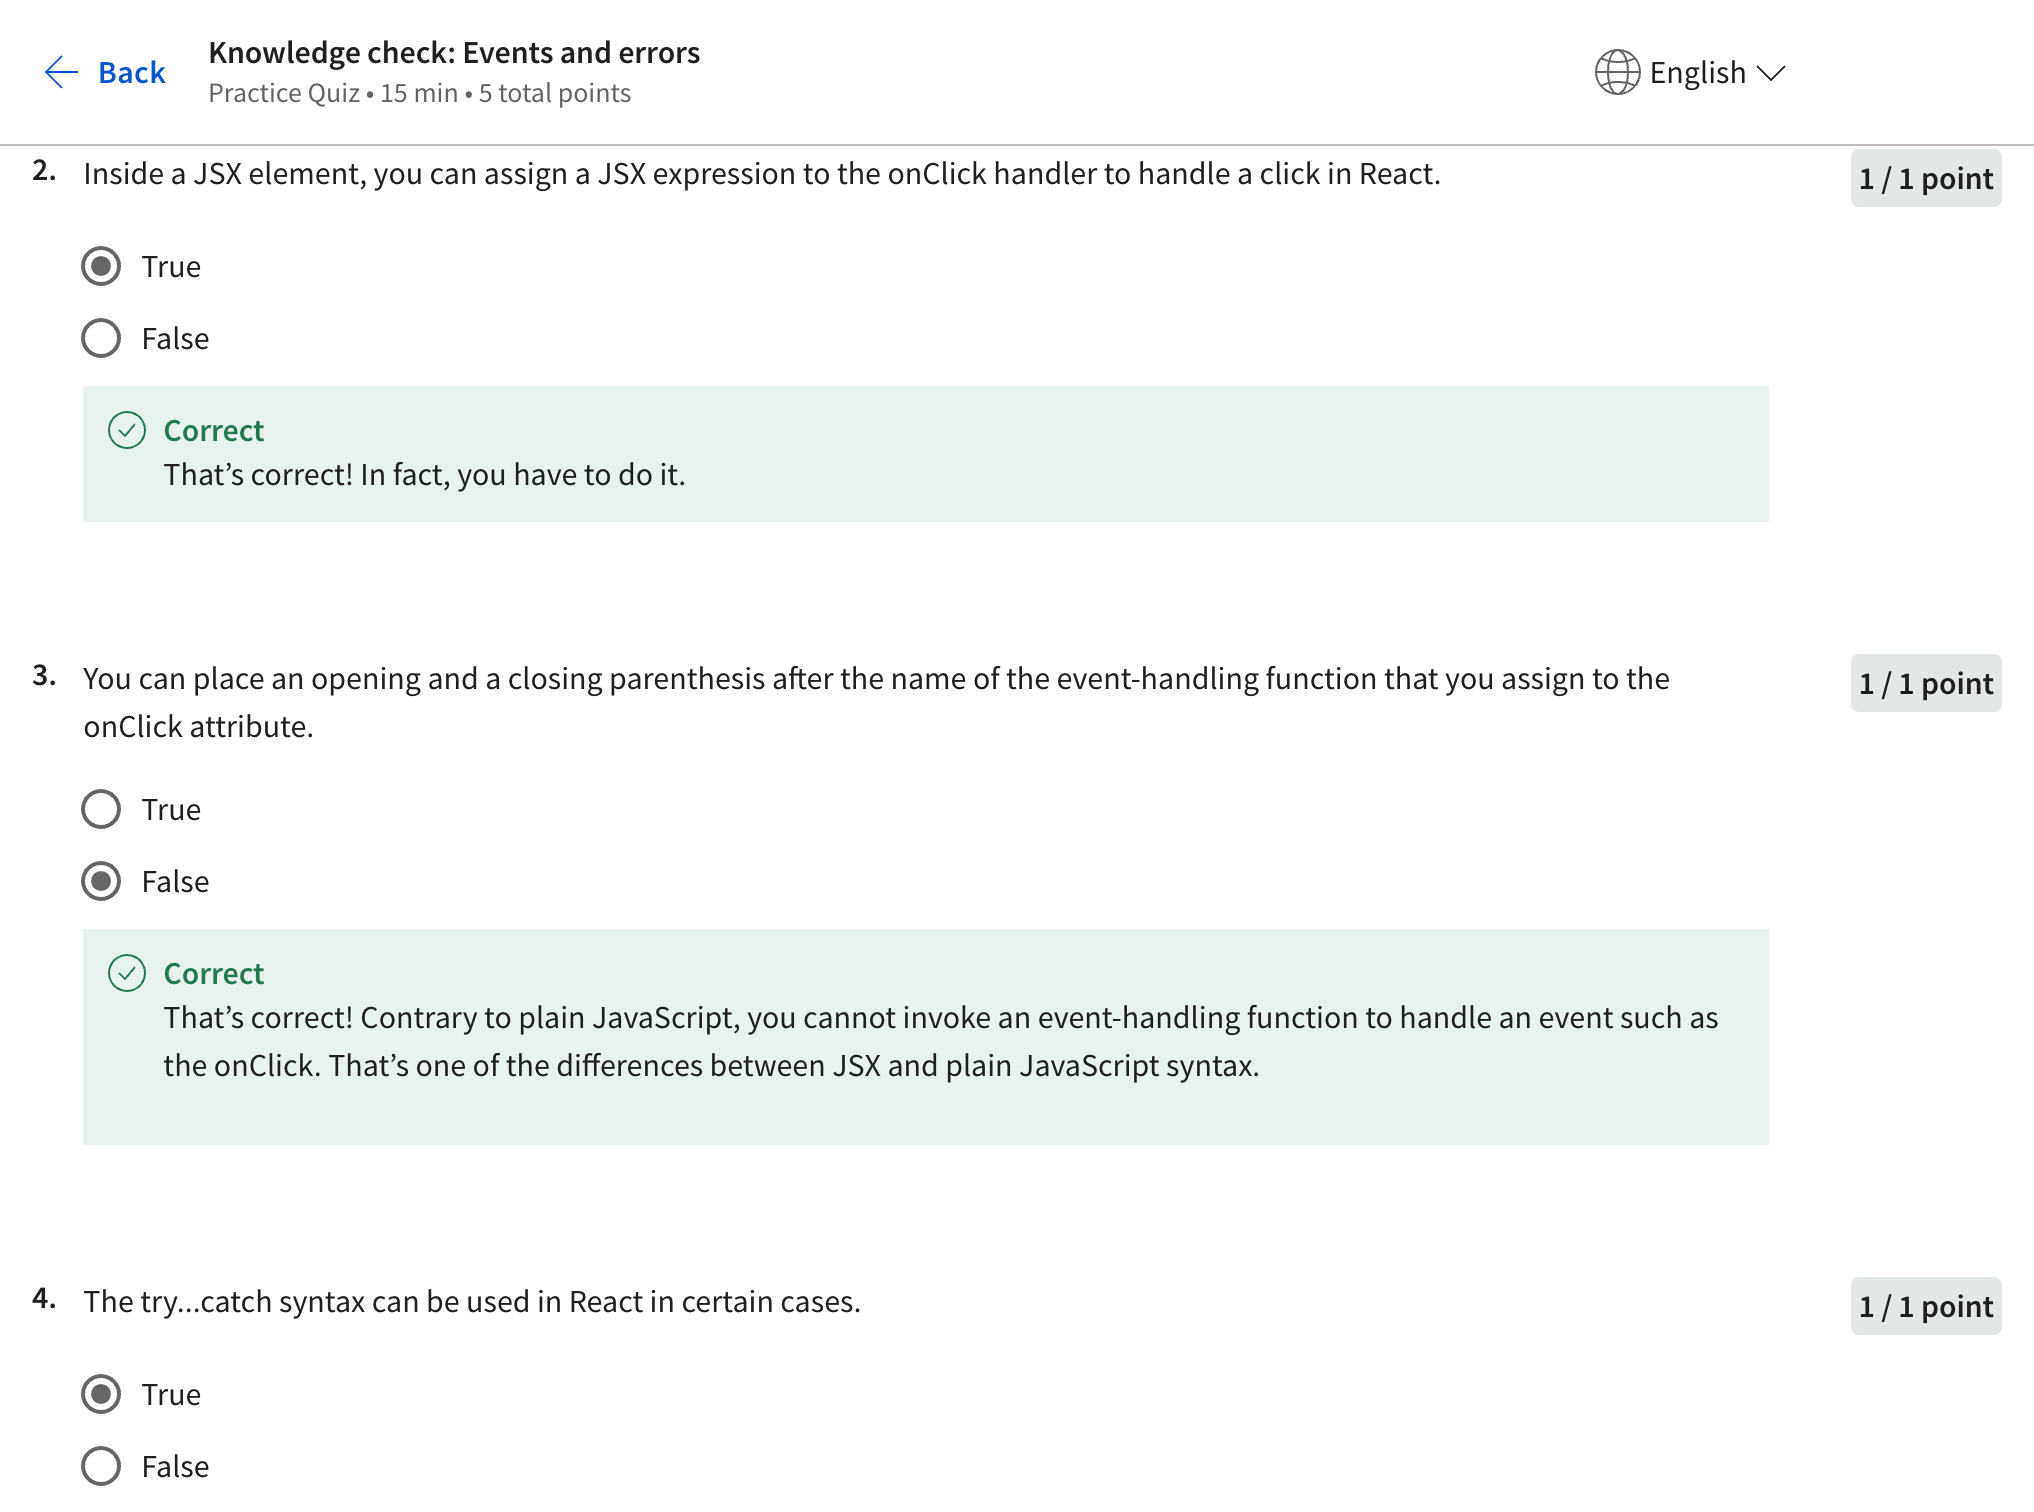 Back
Knowledge check: Events and errors
Practice Quiz • 15 min • 5 total points
English
2. Inside a JSX element, you can assign a JSX expression to the onClick handler to handle a click in React.
1 / 1 point
True
False
Correct
That’s correct! In fact, you have to do it.
3. You can place an opening and a closing parenthesis after the name of the event-handling function that you assign to the
onClick attribute.
1 / 1 point
True
False
Correct
That’s correct! Contrary to plain JavaScript, you cannot invoke an event-handling function to handle an event such as
the onClick. That’s one of the differences between JSX and plain JavaScript syntax.
4. The try...catch syntax can be used in React in certain cases.
1 / 1 point
True
False